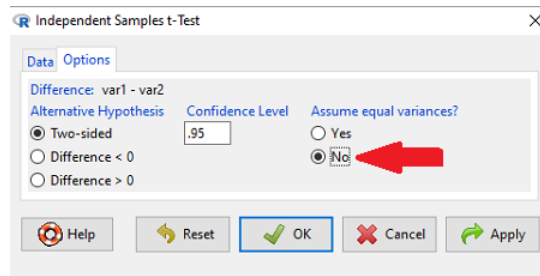 R Independent Samples t-Test
Data Options
Difference: var1 - var2
Alternative Hypothesis Confidence Level Assume equal variances?
Two-sided .95 Yes
Difference < 0 No
Difference > 0
Help Reset OK Cancel Apply